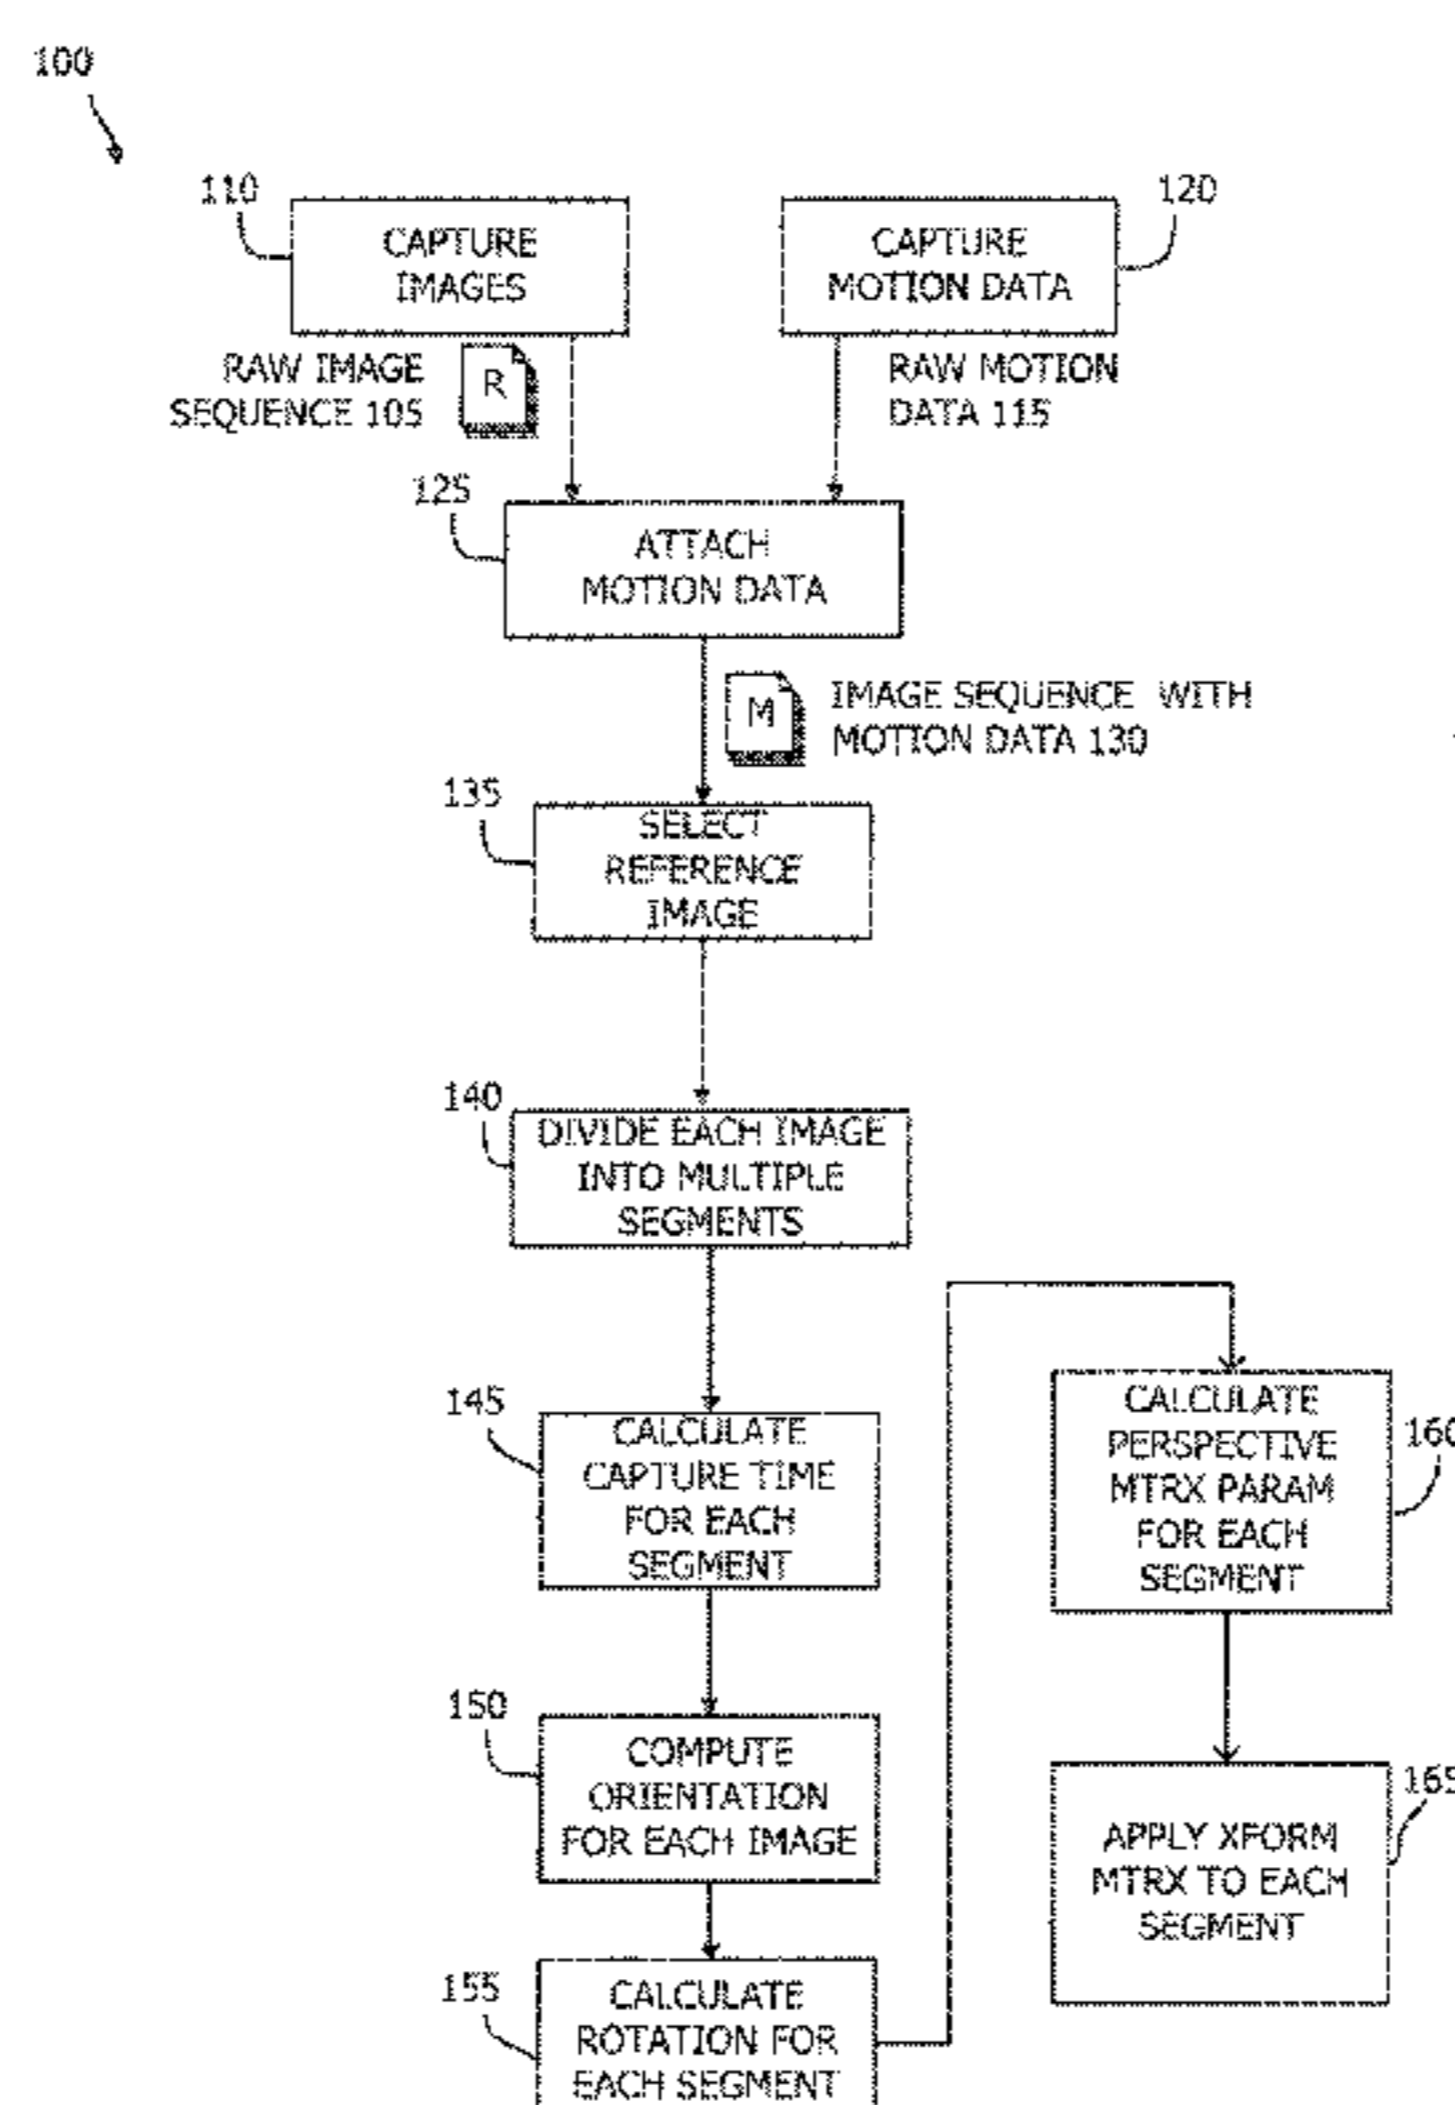 100
110
CAPTURE
IMAGES
120
CAPTURE
MOTION DATA
RAW IMAGE
SEQUENCE 105
R
RAW MOTION
DATA 115
125
ATTACH
MOTION DATA
M
IMAGE SEQUENCE WITH
MOTION DATA 130
135
SELECT
REFERENCE
IMAGE
140
DIVIDE EACH IMAGE
INTO MULTIPLE
SEGMENTS
145
CALCULATE
CAPTURE TIME
FOR EACH
SEGMENT
150
COMPUTE
ORIENTATION
FOR EACH IMAGE
155
CALCULATE
ROTATION FOR
EACH SEGMENT
CALCULATE
PERSPECTIVE
MTRX PARAM
FOR EACH
SEGMENT
160
APPLY XFORM
MTRX TO EACH
SEGMENT
165